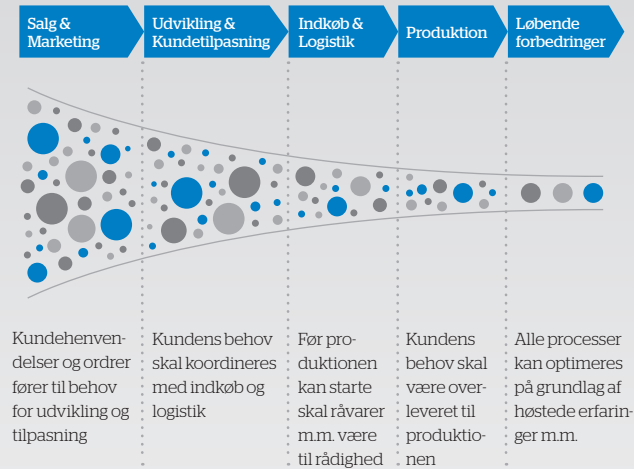 Salg &
Marketing
Udvikling &
Kundetilpasning
Indkøb &
Logistik
Produktion
Løbende
forbedringer
Kundehenven-
delser og ordrer
fører til behov
for udvikling og
tilpasning
Kundens behov
skal koordineres
med indkøb og
logistik
Før pro-
duktionen
kan starte
skal råvarer
m.m. være
til rådighed
Kundens
behov skal
være over-
leveret til
produktio-
nen
Alle processer
kan optimeres
på grundlag af
høstede erfarin-
ger m.m.